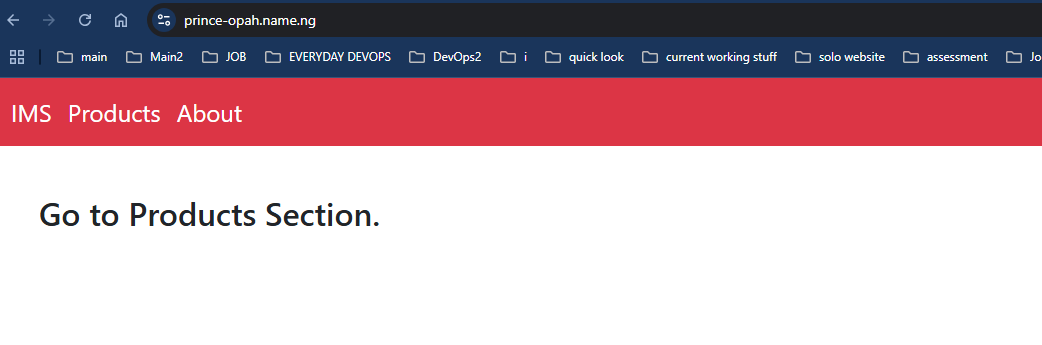 prince-opah.name.ng
main Main2 JOB EVERYDAY DEVOPS DevOps2 i quick look current working stuff solo website assessment Jo
IMS Products About
Go to Products Section.